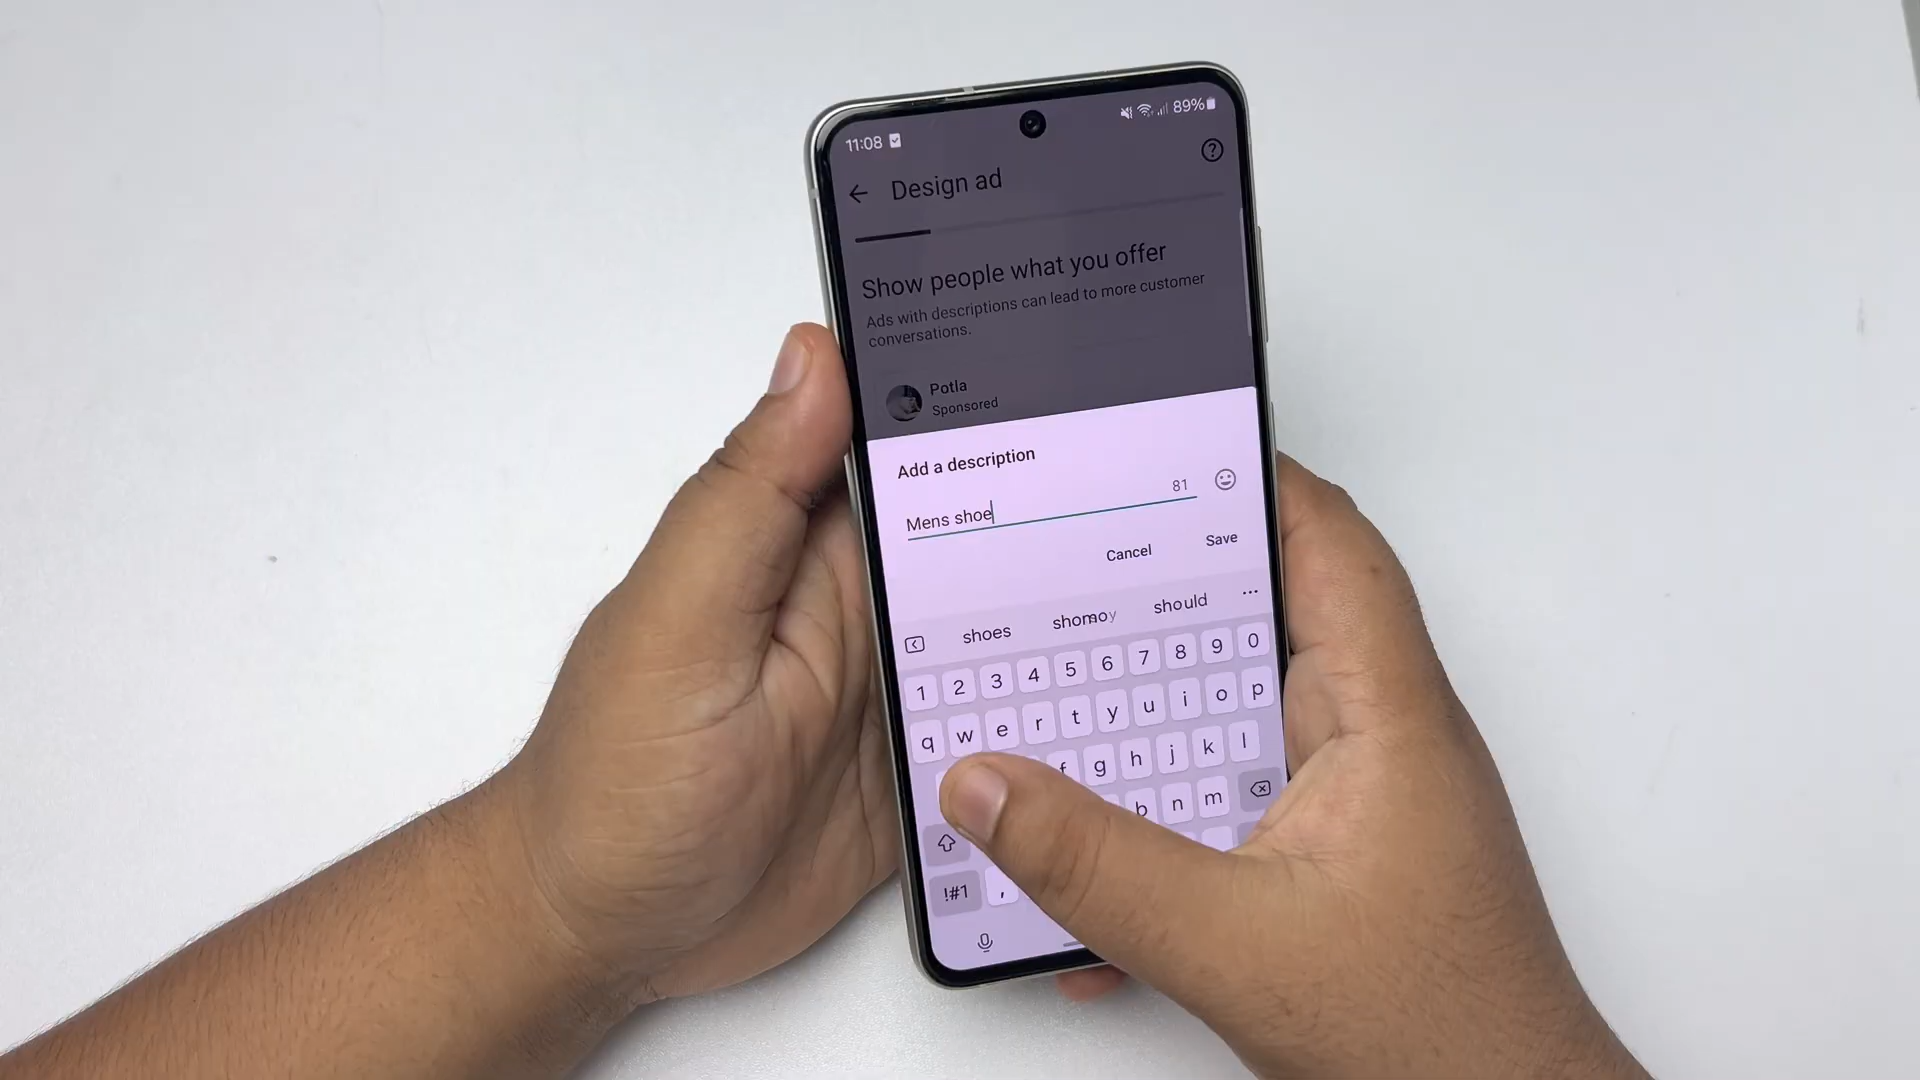 11:08 89%
Design ad
Show people what you offer
Ads with descriptions can lead to more customer
conversations.
Potla
Sponsored
Add a description
81
Mens shoe
Cancel Save
shoes shomoy should
1 2 3 4 5 6 7 8 9 0
q w e r t y u i o p
f g h j k l
b n m
!#1 ,